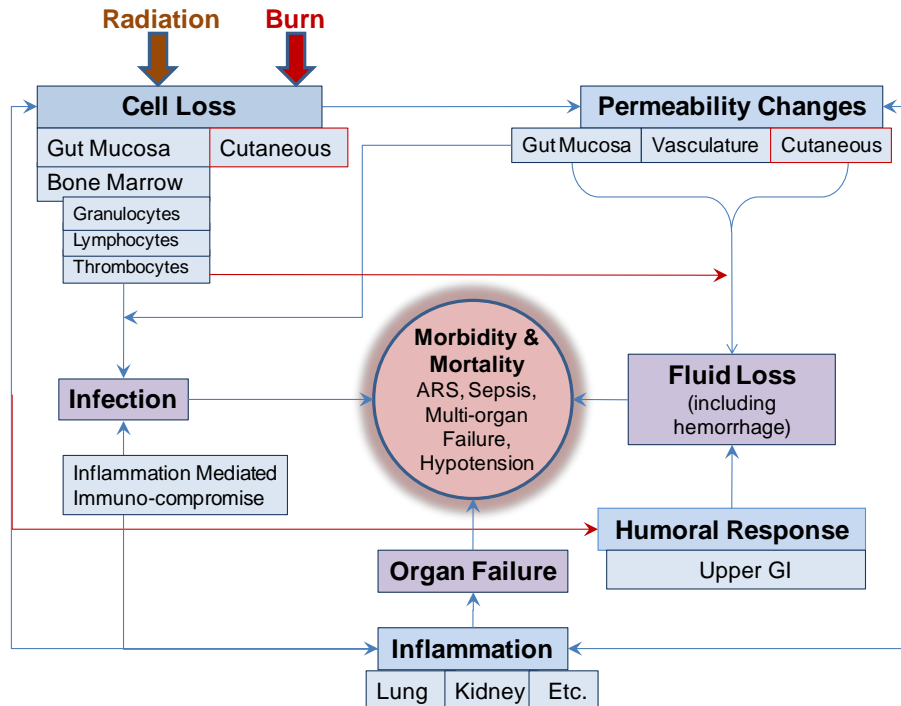 Radiation
Burn
Cell Loss
Permeability Changes
Gut Mucosa
Cutaneous
Gut Mucosa
Vasculature
Cutaneous
Bone Marrow
Granulocytes
Lymphocytes
Thrombocytes
Morbidity &
Mortality
ARS, Sepsis,
Multi-organ
Failure,
Hypotension
Infection
Fluid Loss
(including
hemorrhage)
Inflammation Mediated
Immuno-compromise
Humoral Response
Upper GI
Organ Failure
Inflammation
Lung
Kidney
Etc.